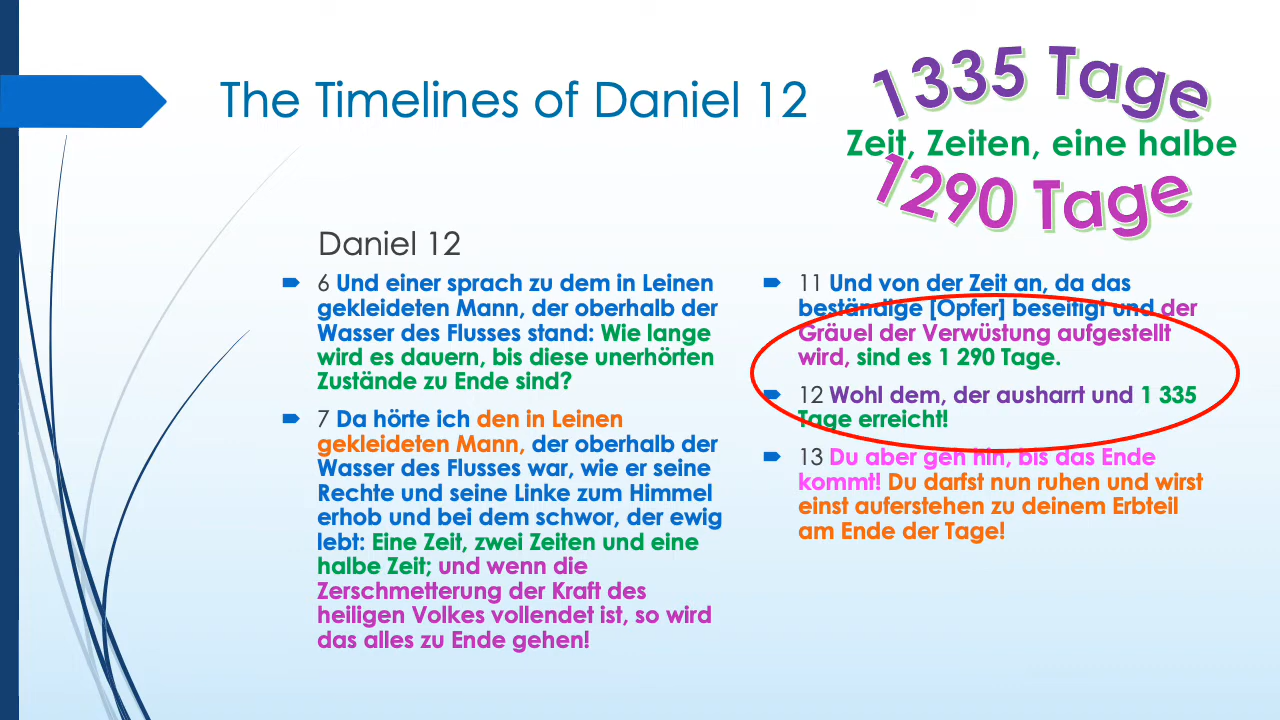 The Timelines of Daniel 12
1335 Tage
Zeit, Zeiten, eine halbe
1290 Tage
Daniel 12
6 Und einer sprach zu dem in Leinen
gekleideten Mann, der oberhalb der
Wasser des Flusses stand: Wie lange
wird es dauern, bis diese unerhörten
Zustände zu Ende sind?
7 Da hörte ich den in Leinen
gekleideten Mann, der oberhalb der
Wasser des Flusses war, wie er seine
Rechte und seine Linke zum Himmel
erhob und bei dem schwor, der ewig
lebt: Eine Zeit, zwei Zeiten und eine
halbe Zeit; und wenn die
Zerschmetterung der Kraft des
heiligen Volkes vollendet ist, so wird
das alles zu Ende gehen!
11 Und von der Zeit an, da das
beständige [Opfer] beseitigt und der
Gräuel der Verwüstung aufgestellt
wird, sind es 1 290 Tage.
12 Wohl dem, der ausharrt und 1 335
Tage erreicht!
13 Du aber geh hin, bis das Ende
kommt! Du darfst nun ruhen und wirst
einst auferstehen zu deinem Erbteil
am Ende der Tage!